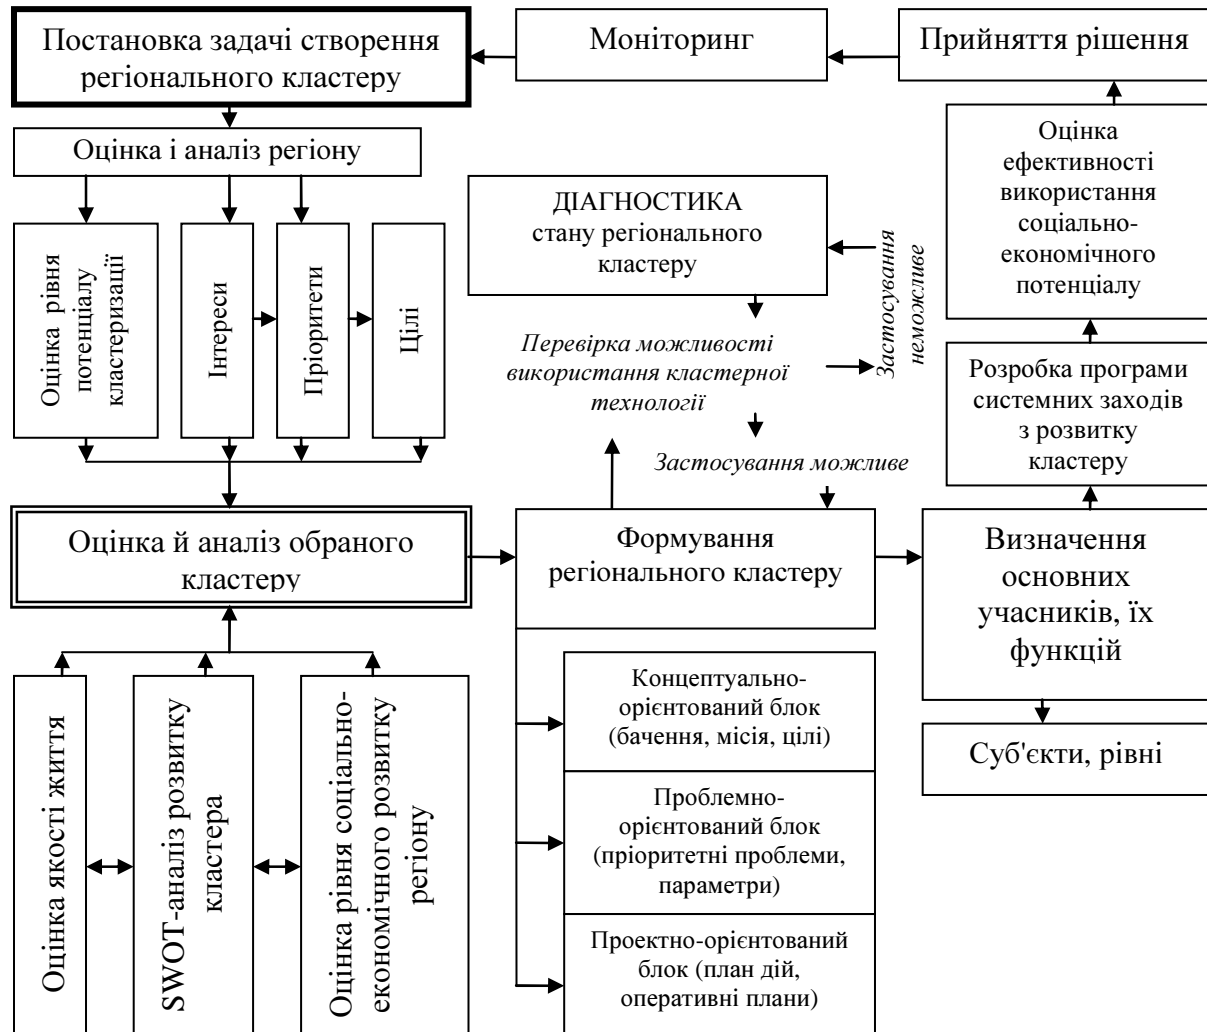 Постановка задачі створення
регіонального кластеру
Моніторинг
Прийняття рішення
Оцінка і аналіз регіону
Оцінка рівня
потенціалу
кластеризації
Інтереси
Пріоритети
Цілі
ДІАГНОСТИКА
стану регіонального
кластеру
Застосування
неможливе
Перевірка можливості
використання кластерної
технології
Застосування можливе
Оцінка
ефективності
використання
соціально-
економічного
потенціалу
Розробка програми
системних заходів
з розвитку
кластеру
Оцінка й аналіз обраного
кластеру
Формування
регіонального кластеру
Визначення
основних
учасників, їх
функцій
Суб'єкти, рівні
Оцінка якості життя
SWOT-аналіз розвитку
кластера
Оцінка рівня соціально-
економічного розвитку
регіону
Концептуально-
орієнтований блок
(бачення, місія, цілі)
Проблемно-
орієнтований блок
(пріоритетні проблеми,
параметри)
Проектно-орієнтований
блок (план дій,
оперативні плани)